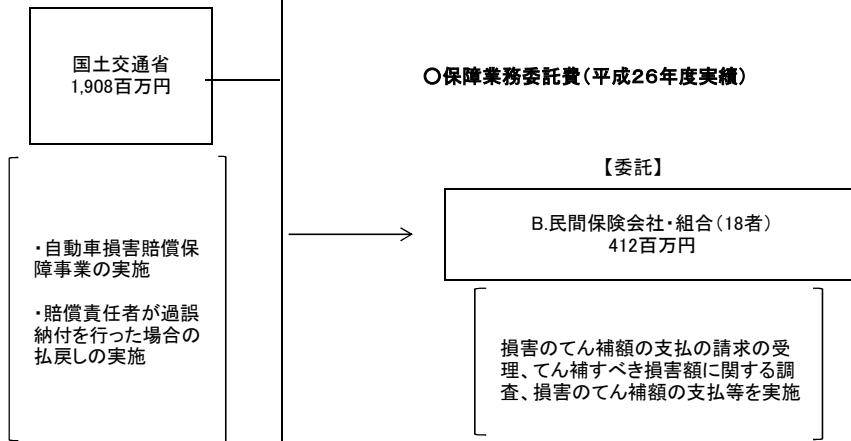 国土交通省
1,908百万円
○保障業務委託費（平成26年度実績）
【委託】
B.民間保険会社・組合（18者）
412百万円
・自動車損害賠償保
障事業の実施
・賠償責任者が過誤
納付を行った場合の
払戻しの実施
損害のてん補額の支払の請求の受
理、てん補すべき損害額に関する調
査、損害のてん補額の支払等を実施